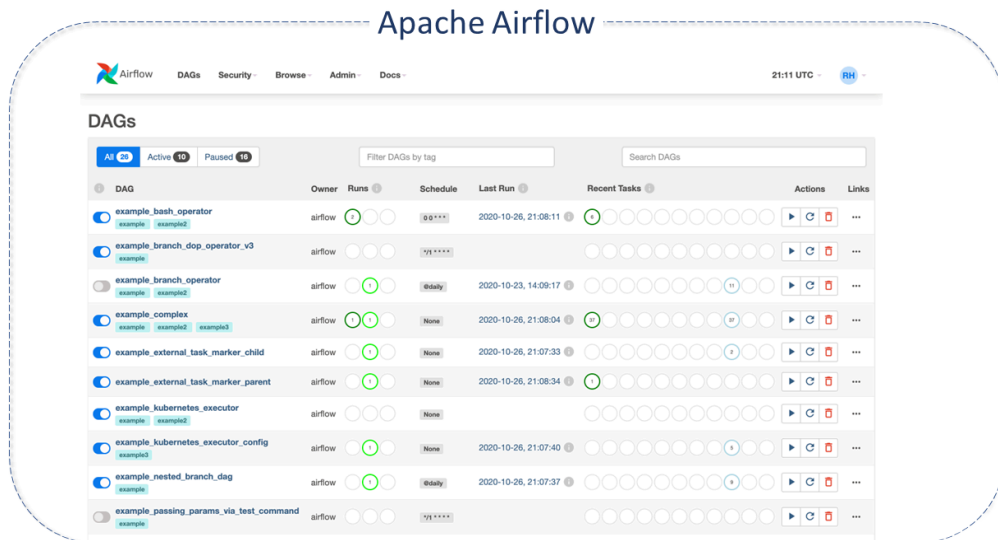 Apache Airflow
Airflow DAGs Security Browse Admin Docs 21:11 UTC RH
DAGs
All 26 Active 10 Paused 16 Filter DAGs by tag Search DAGs
DAG Owner Runs Schedule Last Run Recent Tasks Actions Links
example_bash_operator
example example2
airflow 2 0 0 * * * 2020-10-26, 21:08:11 6
example_branch_dop_operator_v3
example
airflow */1 * * * *
example_branch_operator
example example2
airflow 1 @daily 2020-10-23, 14:09:17 11
example_complex
example example2 example3
airflow 1 1 None 2020-10-26, 21:08:04 37 37
example_external_task_marker_child airflow 1 None 2020-10-26, 21:07:33 2
example_external_task_marker_parent airflow 1 None 2020-10-26, 21:08:34 1
example_kubernetes_executor
example example2
airflow None
example_kubernetes_executor_config
example3
airflow 1 None 2020-10-26, 21:07:40 5
example_nested_branch_dag
example
airflow 1 @daily 2020-10-26, 21:07:37 9
example_passing_params_via_test_command
example
airflow */1 * * * *